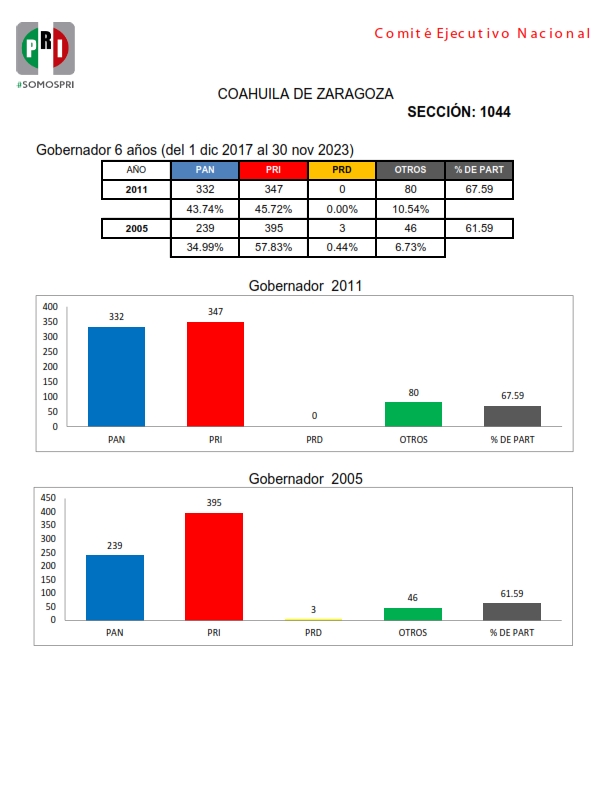 PRI
#SOMOSPRI
Comité Ejecutivo Nacional
COAHUILA DE ZARAGOZA
SECCIÓN: 1044
Gobernador 6 años (del 1 dic 2017 al 30 nov 2023)
AÑO PAN PRI PRD OTROS % DE PART
2011 332 347 0 80 67.59
43.74% 45.72% 0.00% 10.54%
2005 239 395 3 46 61.59
34.99% 57.83% 0.44% 6.73%
Gobernador 2011
400
350
300
250
200
150
100
50
0
332
347
0
80
67.59
PAN PRI PRD OTROS % DE PART
Gobernador 2005
450
400
350
300
250
200
150
100
50
0
239
395
3
46
61.59
PAN PRI PRD OTROS % DE PART